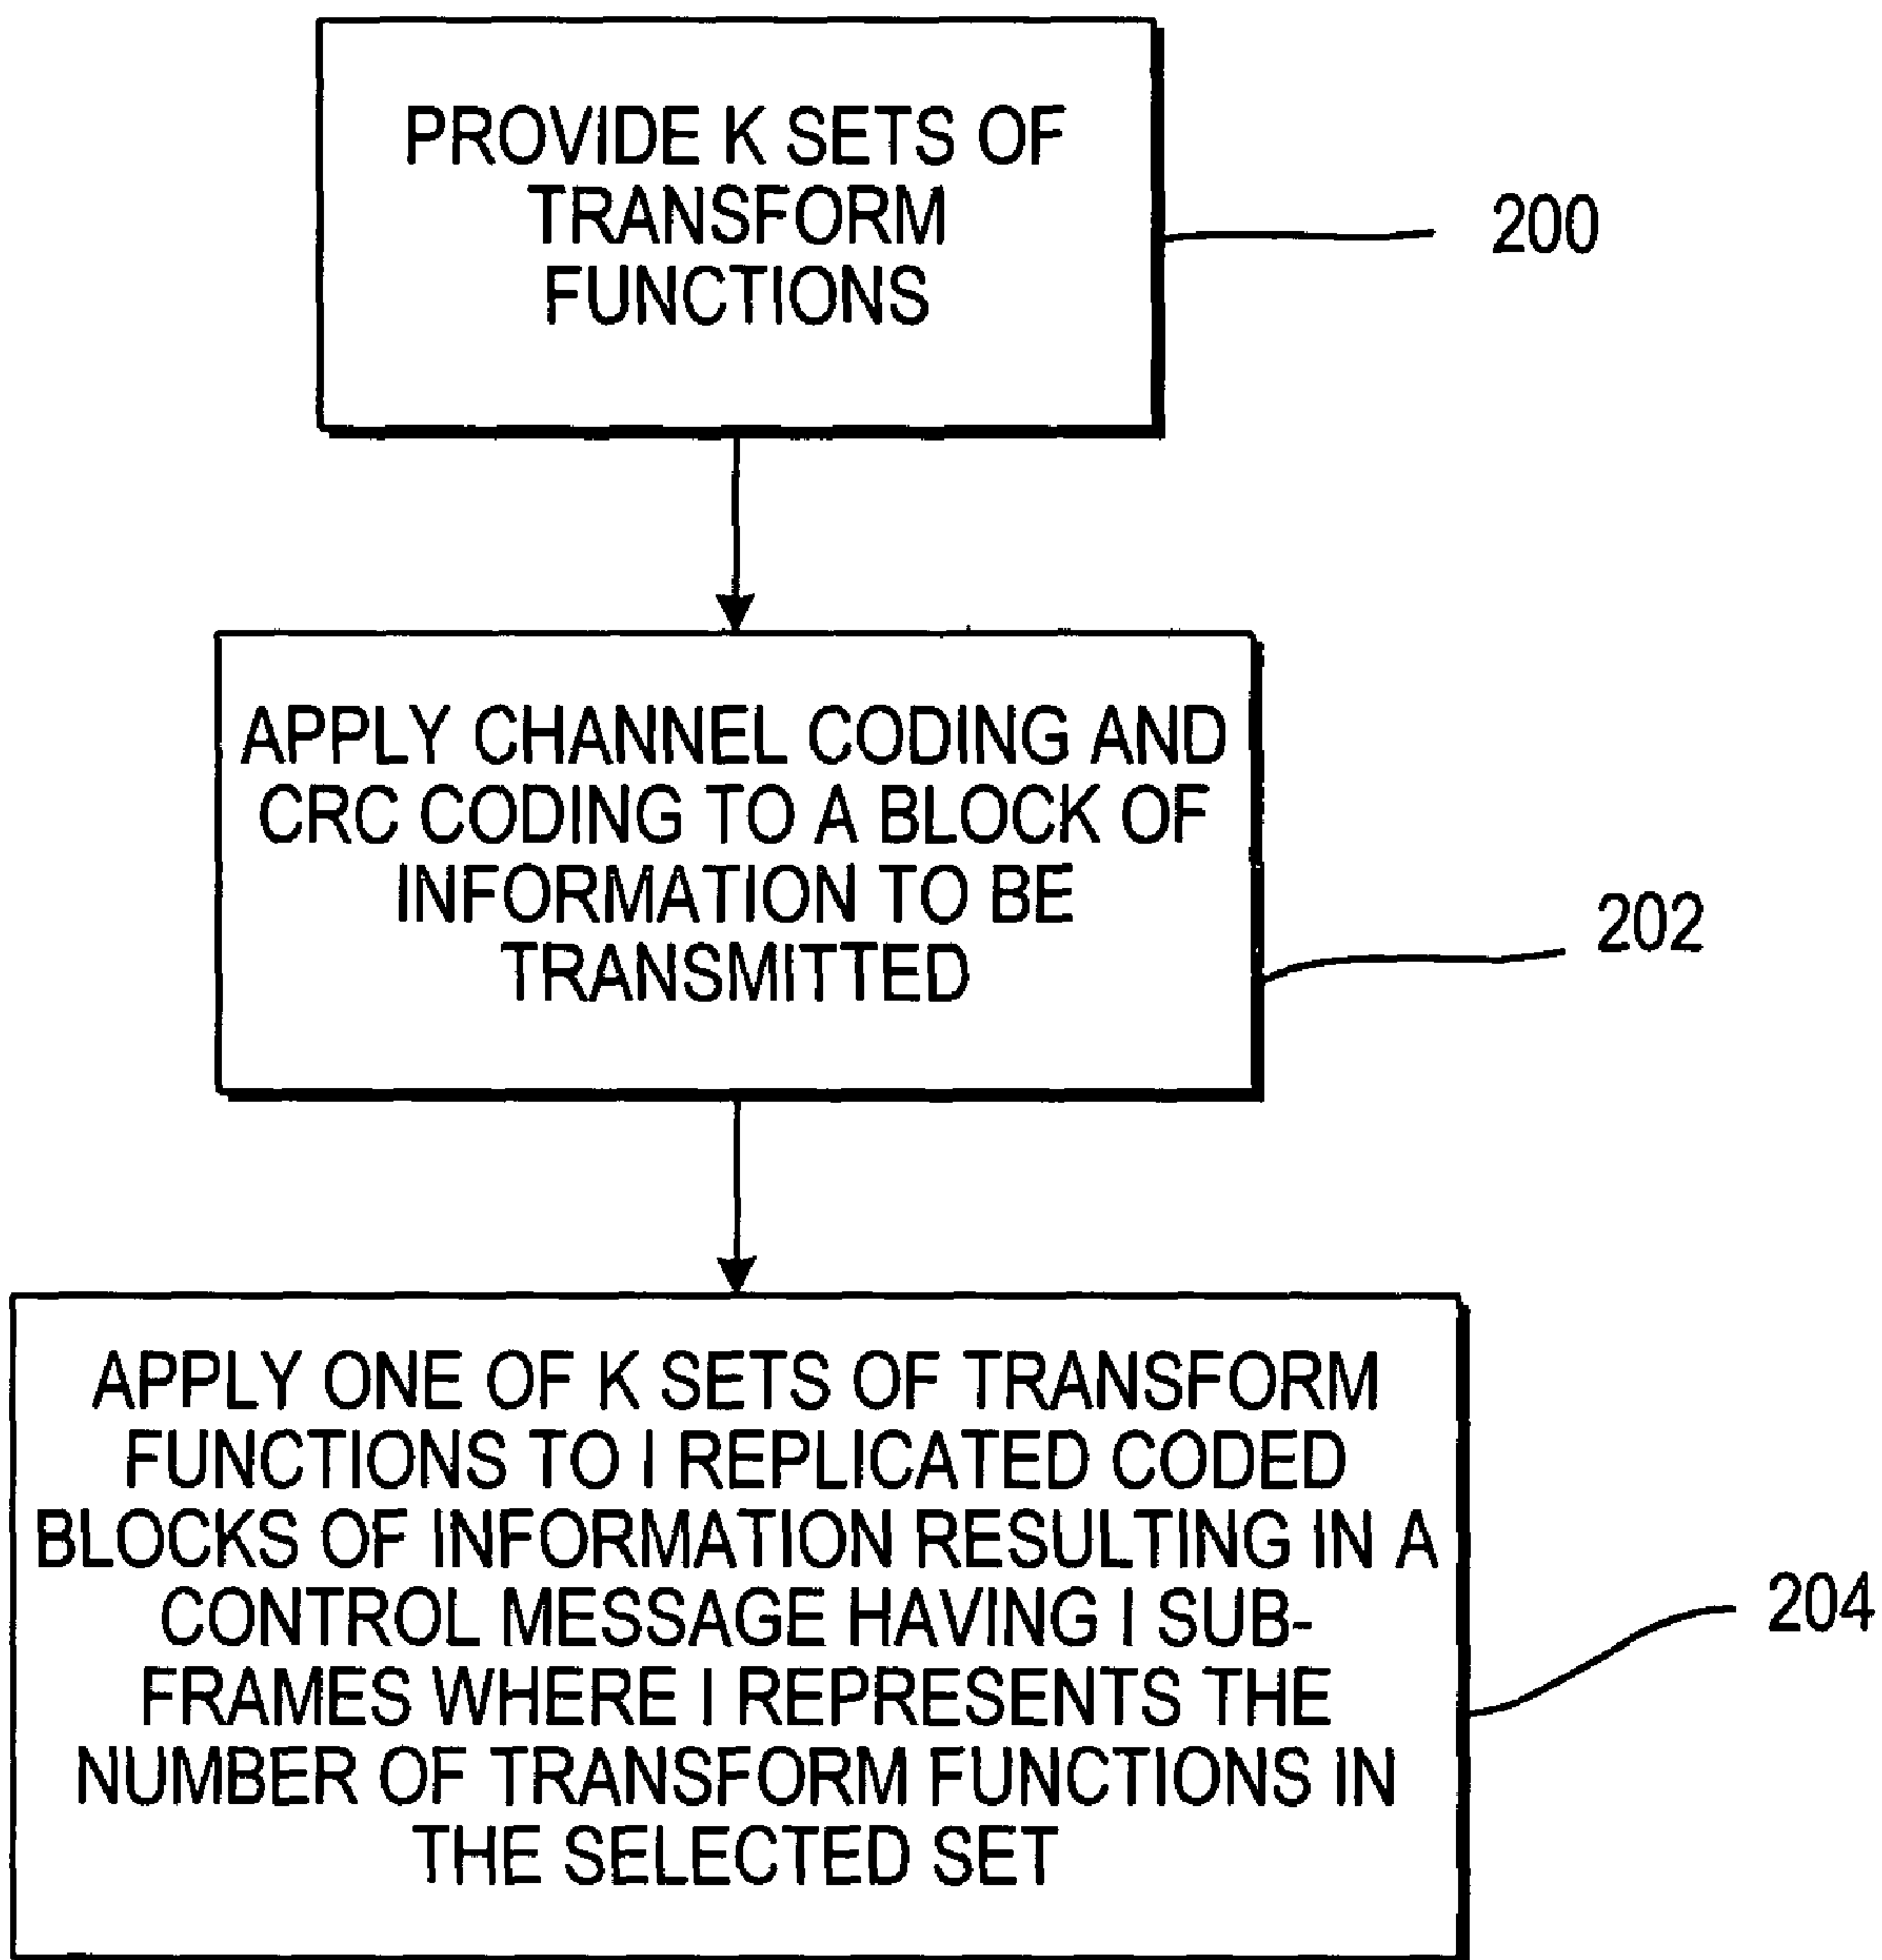 PROVIDE K SETS OF
TRANSFORM
FUNCTIONS
200
APPLY CHANNEL CODING AND
CRC CODING TO A BLOCK OF
INFORMATION TO BE
TRANSMITTED
202
APPLY ONE OF K SETS OF TRANSFORM
FUNCTIONS TO I REPLICATED CODED
BLOCKS OF INFORMATION RESULTING IN A
CONTROL MESSAGE HAVING I SUB-
FRAMES WHERE I REPRESENTS THE
NUMBER OF TRANSFORM FUNCTIONS IN
THE SELECTED SET
204